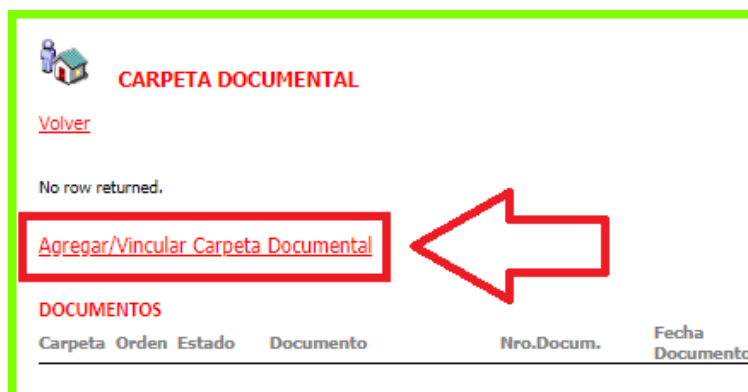 CARPETA DOCUMENTAL
Volver
No row returned.
Agregar/Vincular Carpeta Documental
DOCUMENTOS
Carpeta Orden Estado Documento Nro.Docum. Fecha Documento